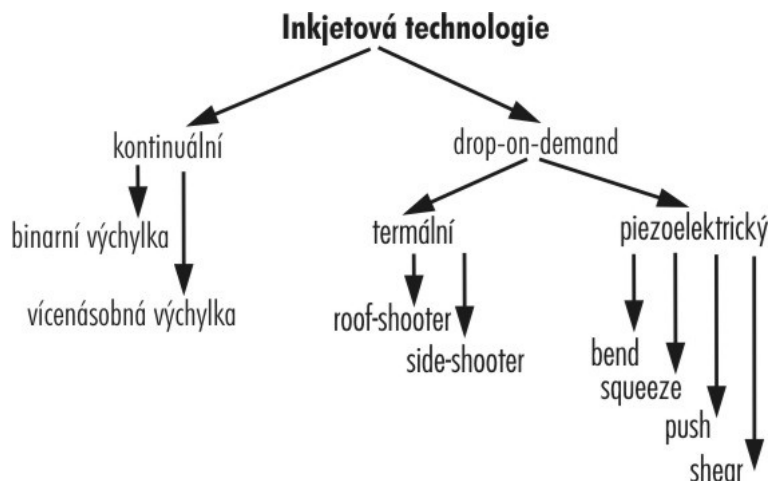 Inkjetová technologie
kontinuální
drop-on-demand
binarní výchylka
termální
piezoelektrický
vícenásobná výchylka
roof-shooter
side-shooter
bend
squeeze
push
shear